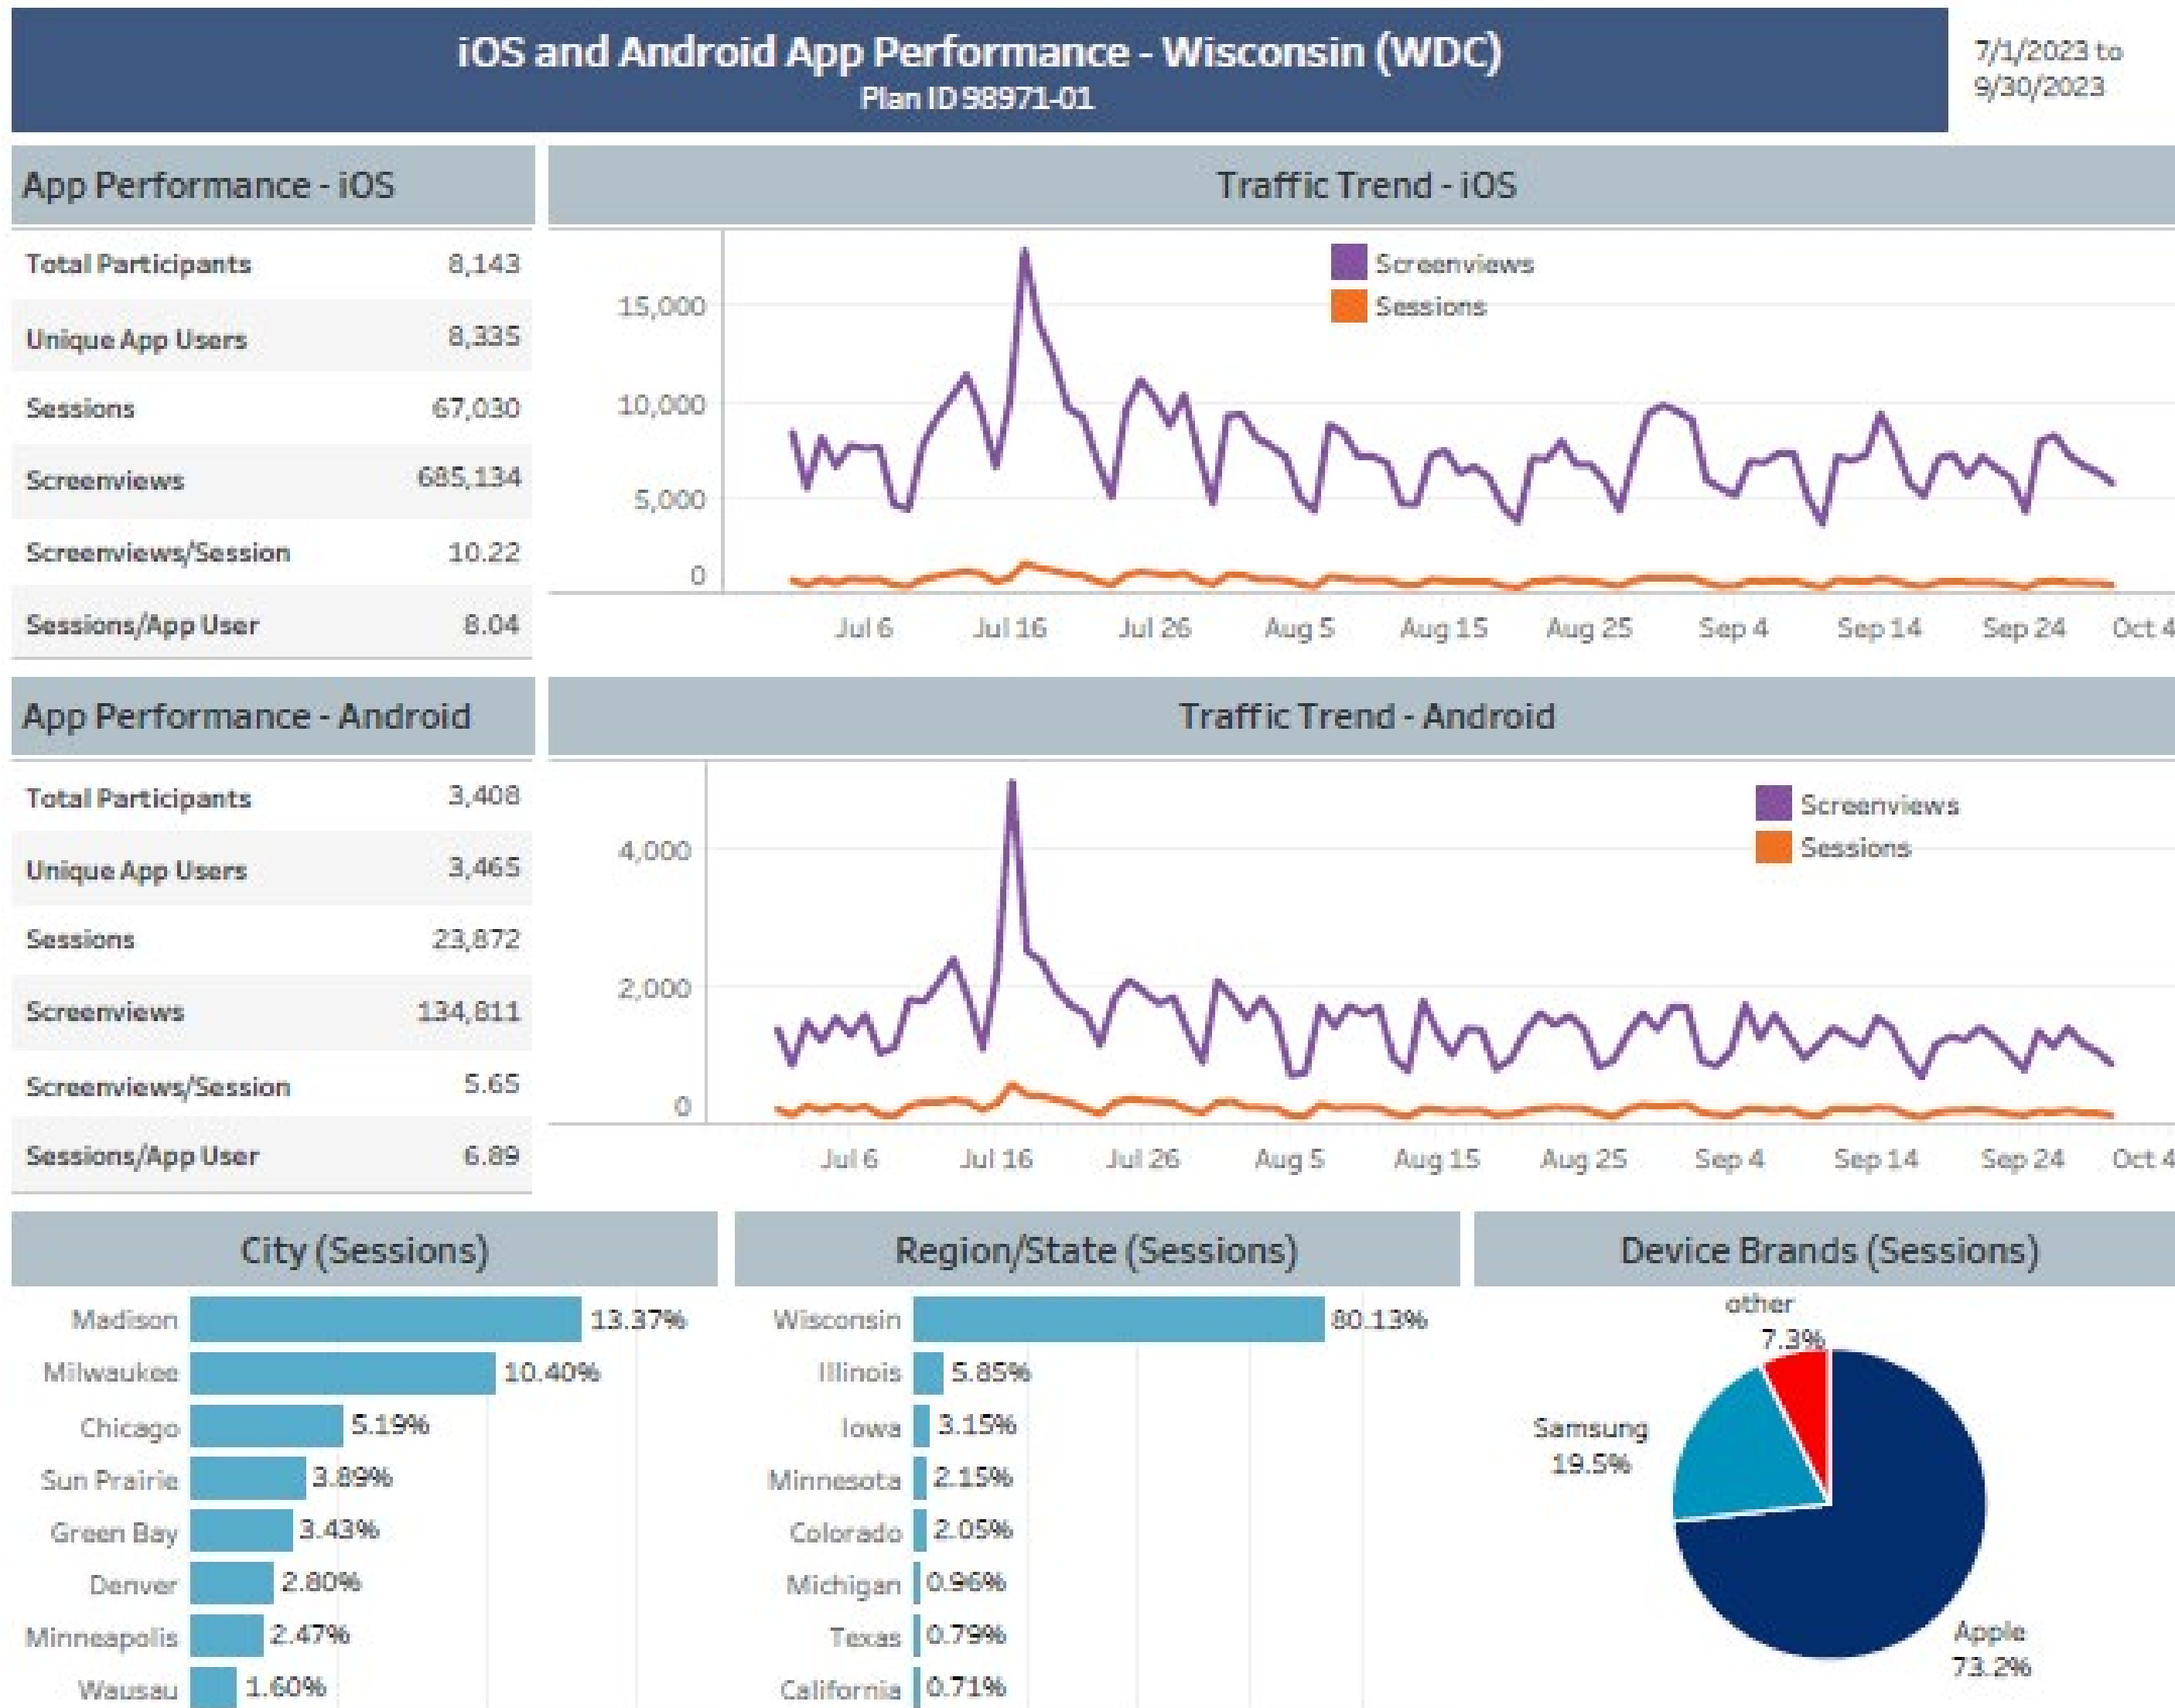 iOS and Android App Performance - Wisconsin (WDC)
Plan ID 98971-01
7/1/2023 to
9/30/2023
App Performance - iOS
Total Participants 8,143
Unique App Users 8,335
Sessions 67,030
Screenviews 685,134
Screenviews/Session 10.22
Sessions/App User 8.04
Traffic Trend - iOS
Screenviews
Sessions
15,000
10,000
5,000
0
Jul 6 Jul 16 Jul 26 Aug 5 Aug 15 Aug 25 Sep 4 Sep 14 Sep 24 Oct 4
App Performance - Android
Total Participants 3,408
Unique App Users 3,465
Sessions 23,872
Screenviews 134,811
Screenviews/Session 5.65
Sessions/App User 6.89
Traffic Trend - Android
Screenviews
Sessions
4,000
2,000
0
Jul 6 Jul 16 Jul 26 Aug 5 Aug 15 Aug 25 Sep 4 Sep 14 Sep 24 Oct 4
City (Sessions)
Madison 13.37%
Milwaukee 10.40%
Chicago 5.19%
Sun Prairie 3.89%
Green Bay 3.43%
Denver 2.80%
Minneapolis 2.47%
Wausau 1.60%
Region/State (Sessions)
Wisconsin 80.13%
Illinois 5.85%
Iowa 3.15%
Minnesota 2.15%
Colorado 2.05%
Michigan 0.96%
Texas 0.79%
California 0.71%
Device Brands (Sessions)
other
7.3%
Samsung
19.5%
Apple
73.2%